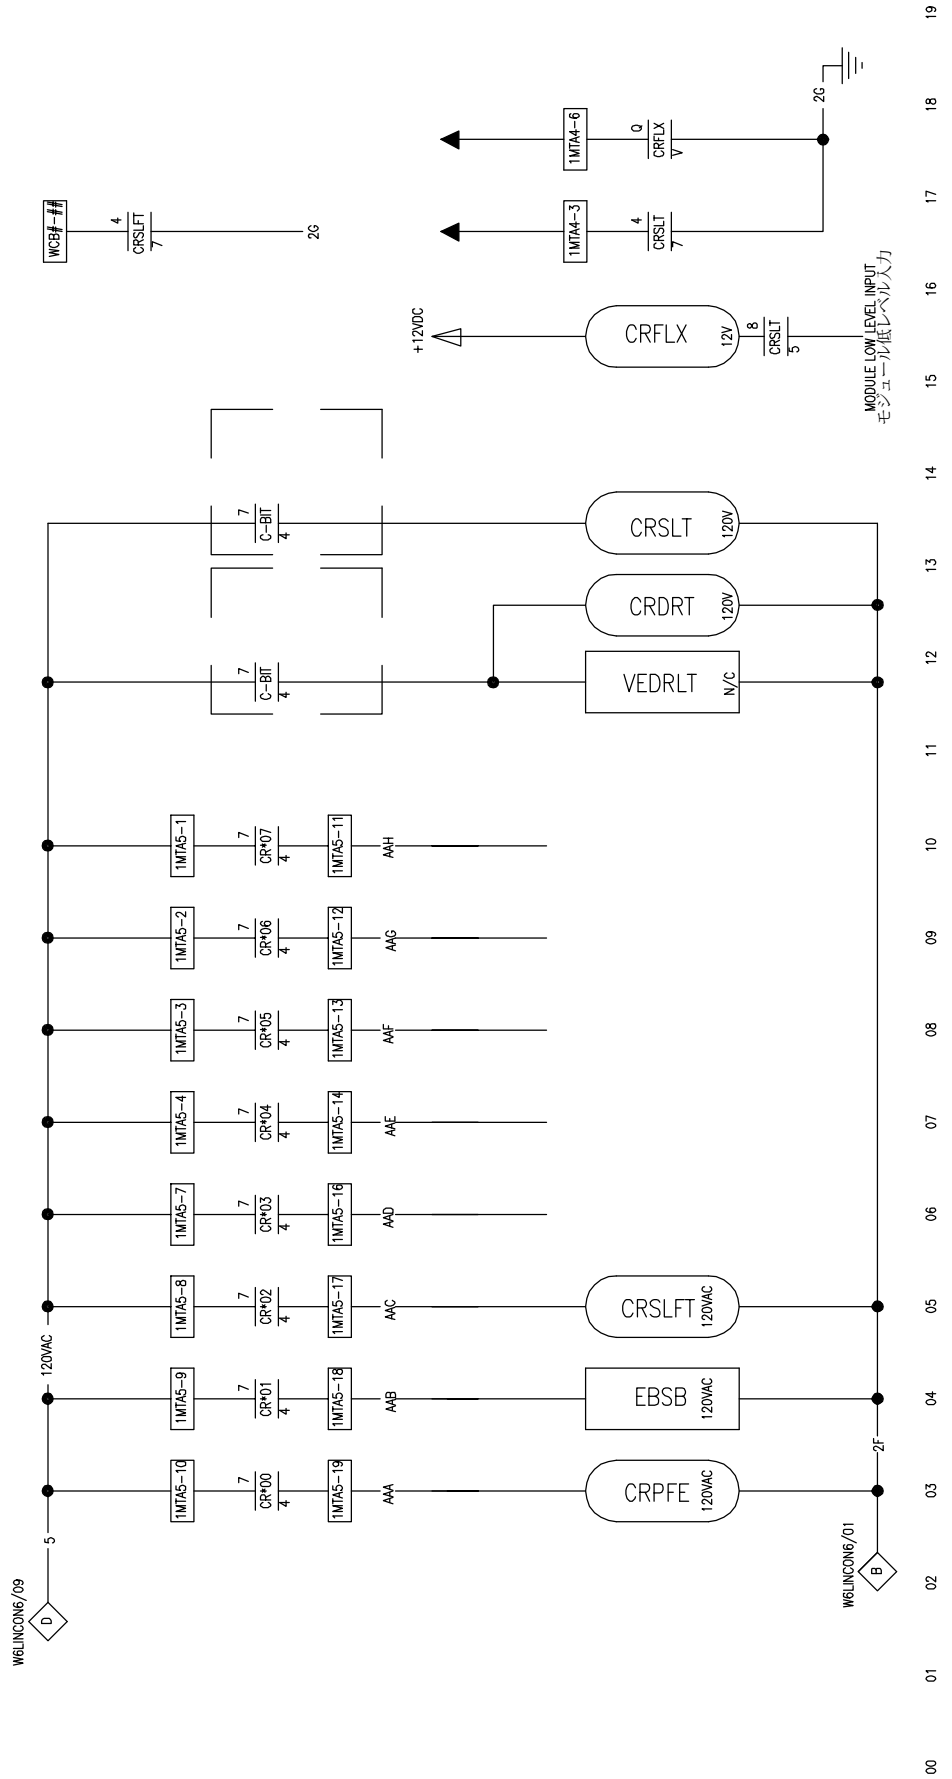 00
01
02
03
04
05
06
07
08
09
10
11
12
13
14
15
16
17
18
19
W6LINCON6/09
D
5
120VAC
W6LINCON6/01
B
2F
1MTA5-10
7
CR*00
4
1MTA5-19
AAA
CRPFE
120VAC
1MTA5-9
7
CR*01
4
1MTA5-18
AAB
EBSB
120VAC
1MTA5-8
7
CR*02
4
1MTA5-17
AAC
CRSLFT
120VAC
1MTA5-7
7
CR*03
4
1MTA5-16
AAD
1MTA5-4
7
CR*04
4
1MTA5-14
AAE
1MTA5-3
7
CR*05
4
1MTA5-13
AAF
1MTA5-2
7
CR*06
4
1MTA5-12
AAG
1MTA5-1
7
CR*07
4
1MTA5-11
AAH
7
C-BIT
4
VEDRLT
N/C
CRDRT
120V
7
C-BIT
4
CRSLT
120V
+12VDC
CRFLX
12V
8
CRSLT
5
MODULE LOW LEVEL INPUT
モジュール低レベル入力
WCB#-##
4
CRSLFT
7
2G
1MTA4-3
4
CRSLT
7
1MTA4-6
Q
CRFLX
V
2G